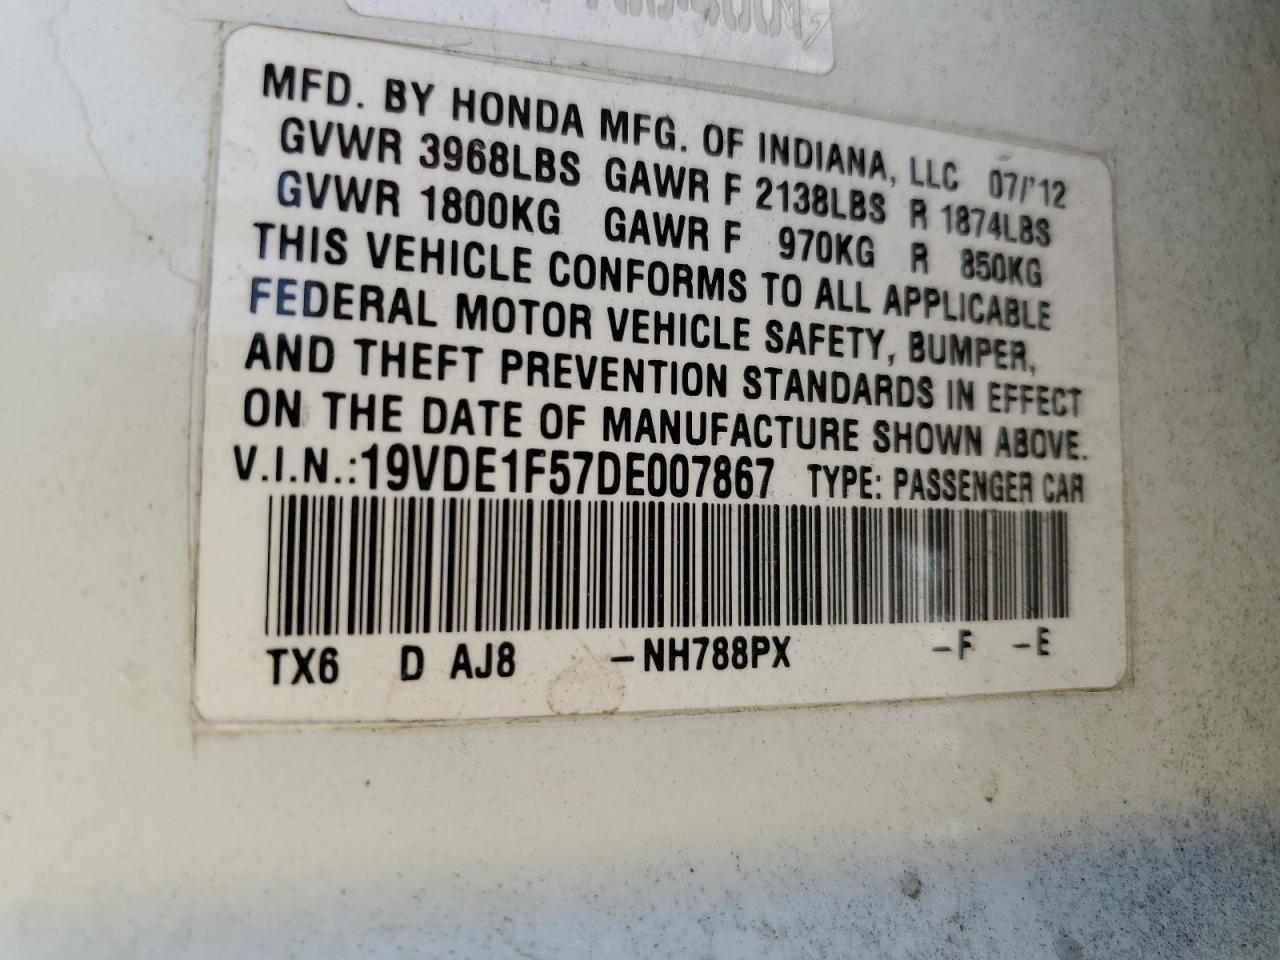 MFD. BY HONDA MFG. OF INDIANA, LLC 07/'12
GVWR 3968LBS GAWR F 2138LBS R 1874LBS
GVWR 1800KG GAWR F 970KG R 850KG
THIS VEHICLE CONFORMS TO ALL APPLICABLE
FEDERAL MOTOR VEHICLE SAFETY, BUMPER,
AND THEFT PREVENTION STANDARDS IN EFFECT
ON THE DATE OF MANUFACTURE SHOWN ABOVE.
V.I.N.:19VDE1F57DE007867 TYPE: PASSENGER CAR
TX6 D AJ8 -NH788PX -F -E